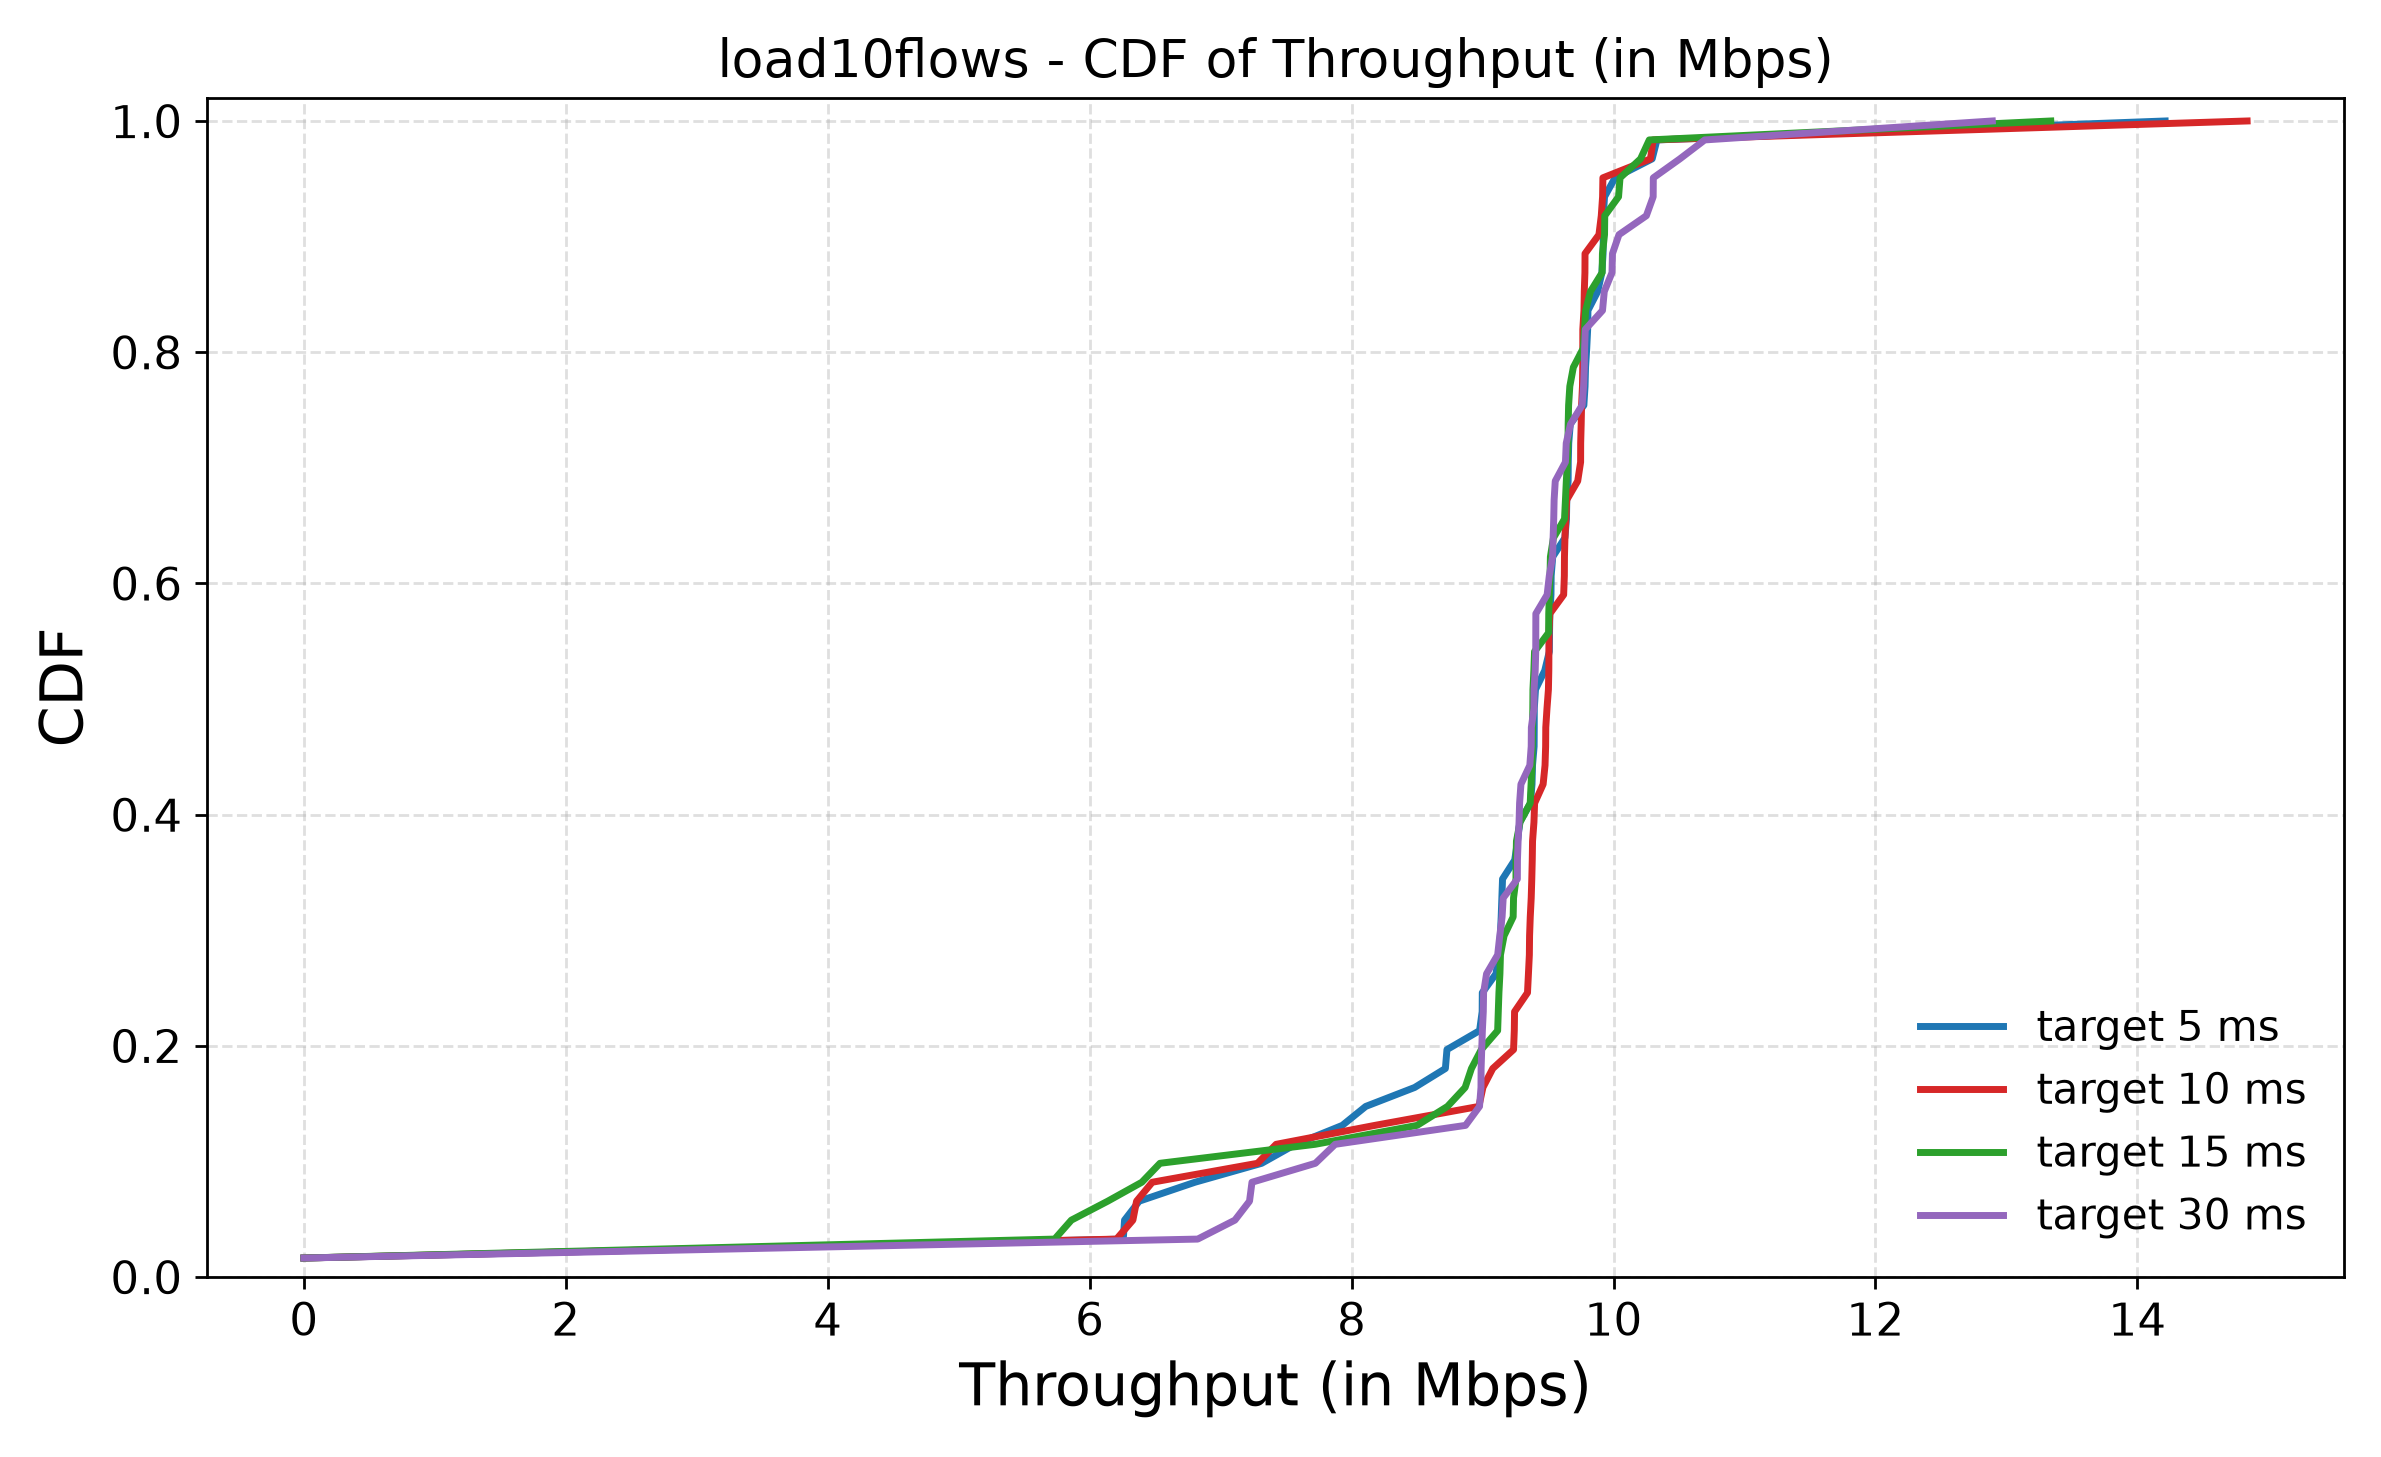 load10flows - CDF of Throughput (in Mbps)
1.0
0.8
0.6
0.4
0.2
0.0
CDF
target 5 ms
target 10 ms
target 15 ms
target 30 ms
0 2 4 6 8 10 12 14
Throughput (in Mbps)